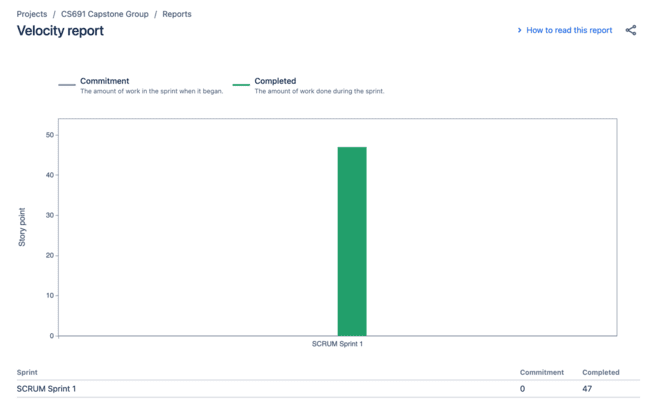 Projects / CS691 Capstone Group / Reports
Velocity report
How to read this report
Commitment
The amount of work in the sprint when it began.
Completed
The amount of work done during the sprint.
Story point
50
40
30
20
10
0
SCRUM Sprint 1
Sprint Commitment Completed
SCRUM Sprint 1 0 47